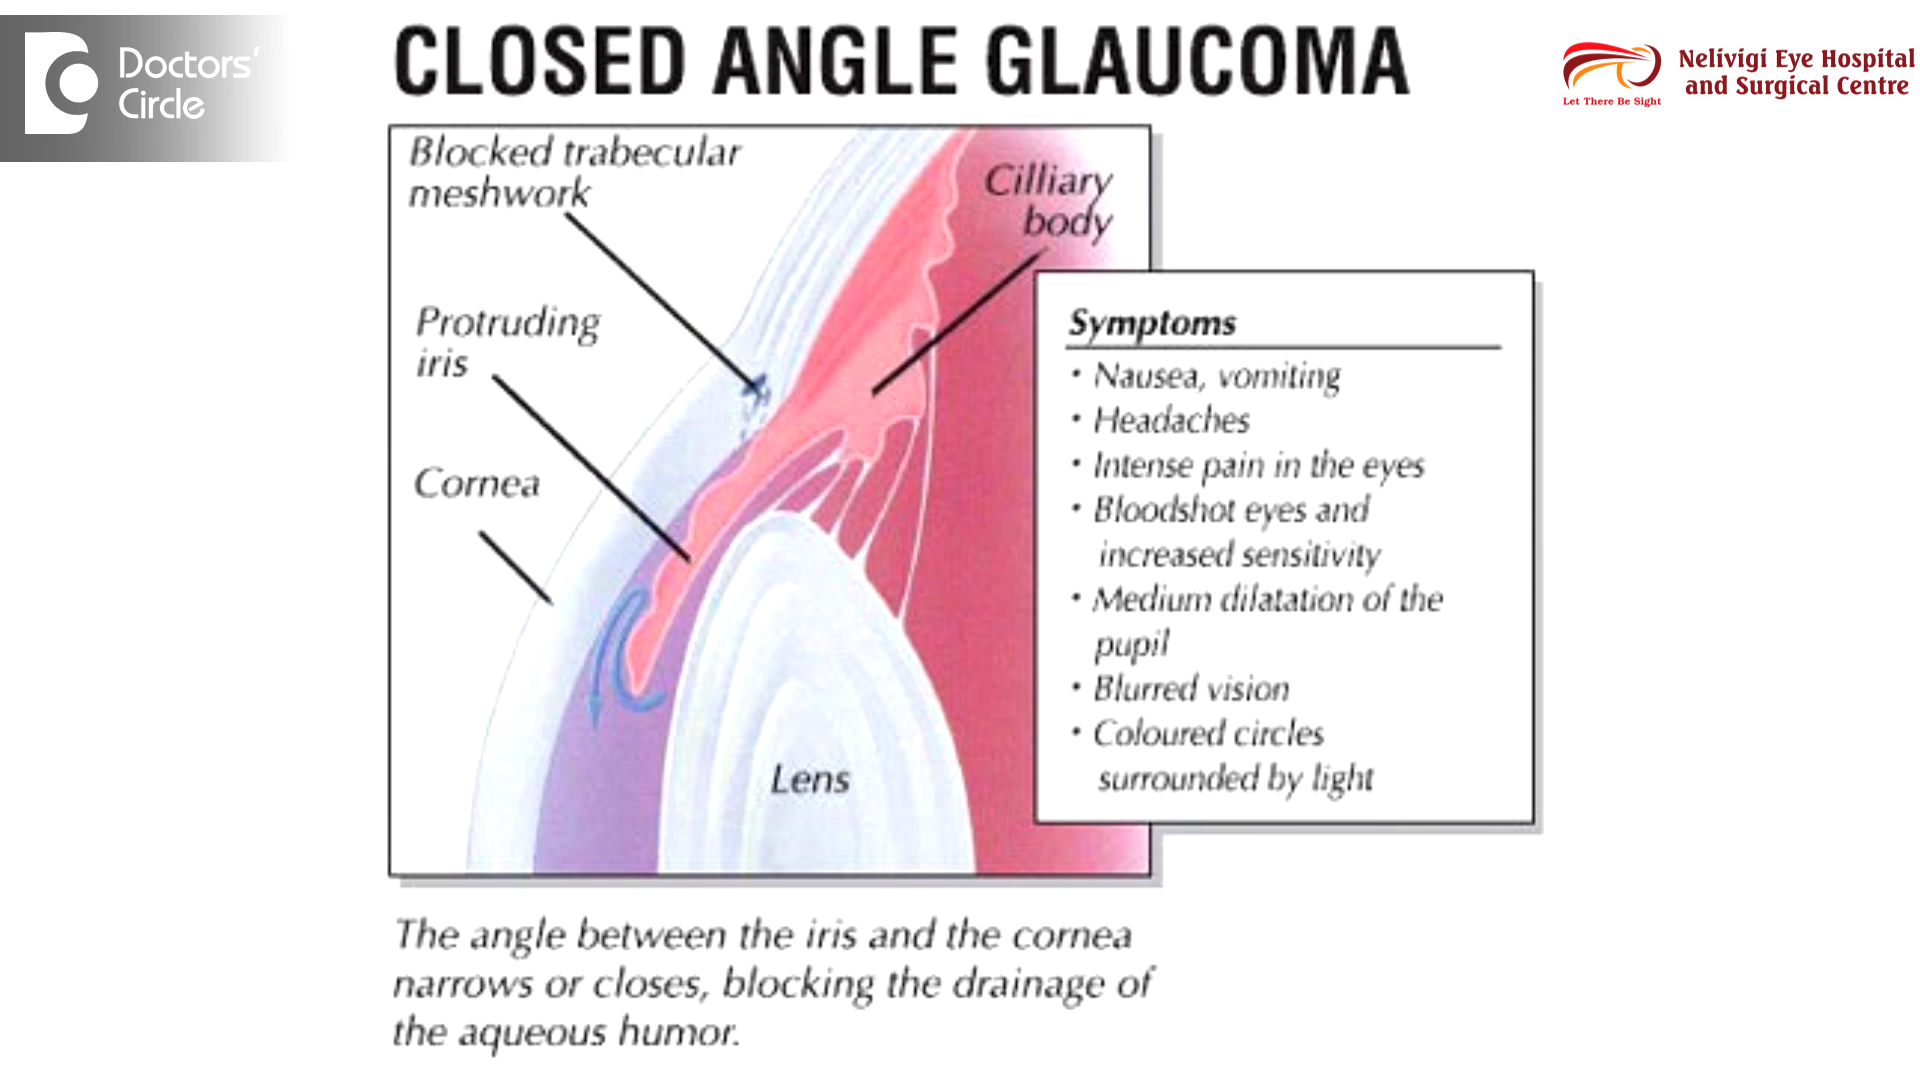 Doctors'
Circle
CLOSED ANGLE GLAUCOMA
Let There Be Sight
Nelivigi Eye Hospital
and Surgical Centre
Blocked trabecular
meshwork
Cilliary
body
Protruding
iris
Cornea
Lens
Symptoms
• Nausea, vomiting
• Headaches
• Intense pain in the eyes
• Bloodshot eyes and
increased sensitivity
• Medium dilatation of the
pupil
• Blurred vision
• Coloured circles
surrounded by light
The angle between the iris and the cornea
narrows or closes, blocking the drainage of
the aqueous humor.